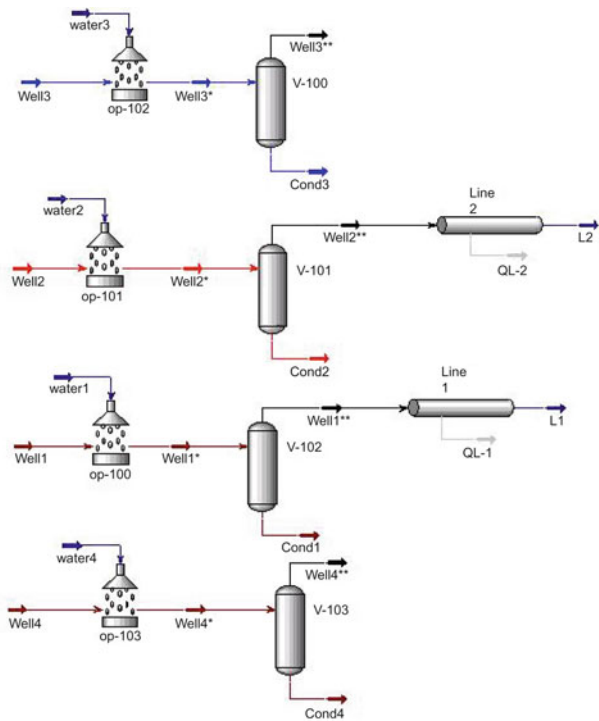 water3
Well3**
V-100
Well3
Well3*
op-102
Cond3
water2
Line
2
Well2**
L2
V-101
QL-2
Well2
Well2*
op-101
Cond2
water1
Line
1
Well1**
L1
V-102
QL-1
Well1
Well1*
op-100
Cond1
water4
Well4**
V-103
Well4
Well4*
op-103
Cond4